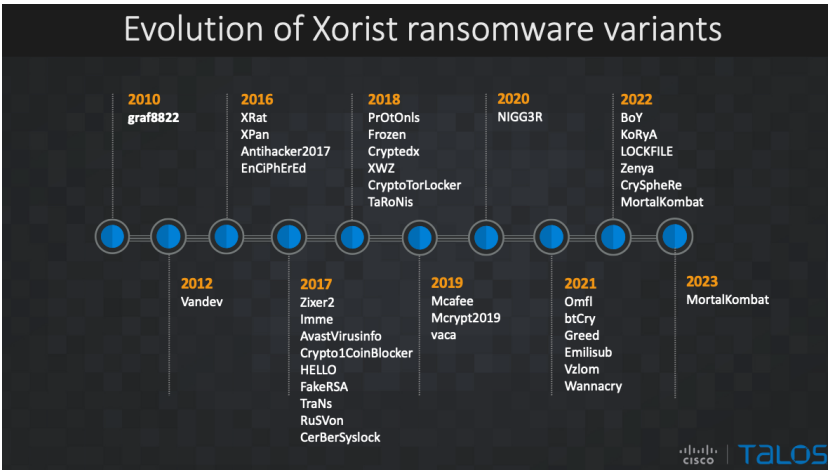 Evolution of Xorist ransomware variants
2010
graf8822
2016
XRat
XPan
Antihacker2017
EnCiPhErEd
2018
PrOtOnls
Frozen
Cryptedx
XWZ
CryptoTorLocker
TaRoNis
2020
NIGG3R
2022
BoY
KoRyA
LOCKFILE
Zenya
CrySpheRe
MortalKombat
2012
Vandev
2017
Zixer2
Imme
AvastVirusinfo
Crypto1CoinBlocker
HELLO
FakeRSA
TraNs
RuSVon
CerBerSyslock
2019
Mcafee
Mcrypt2019
vaca
2021
Omfl
btCry
Greed
Emilisub
Vzlom
Wannacry
2023
MortalKombat
CISCO
TALOS